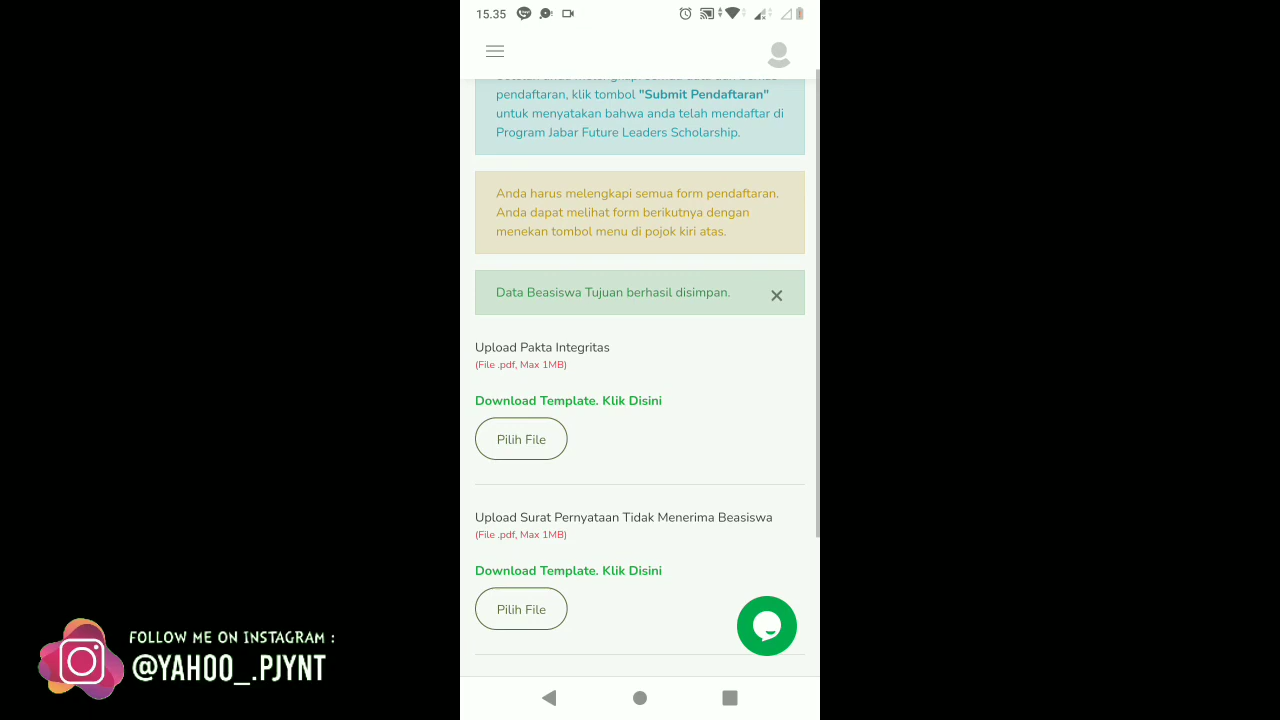 15.35
pendaftaran, klik tombol "Submit Pendaftaran"
untuk menyatakan bahwa anda telah mendaftar di
Program Jabar Future Leaders Scholarship.
Anda harus melengkapi semua form pendaftaran.
Anda dapat melihat form berikutnya dengan
menekan tombol menu di pojok kiri atas.
Data Beasiswa Tujuan berhasil disimpan.
Upload Pakta Integritas
(File .pdf, Max 1MB)
Download Template. Klik Disini
Pilih File
Upload Surat Pernyataan Tidak Menerima Beasiswa
(File .pdf, Max 1MB)
Download Template. Klik Disini
Pilih File
FOLLOW ME ON INSTAGRAM :
@YAHOO_.PJYNT